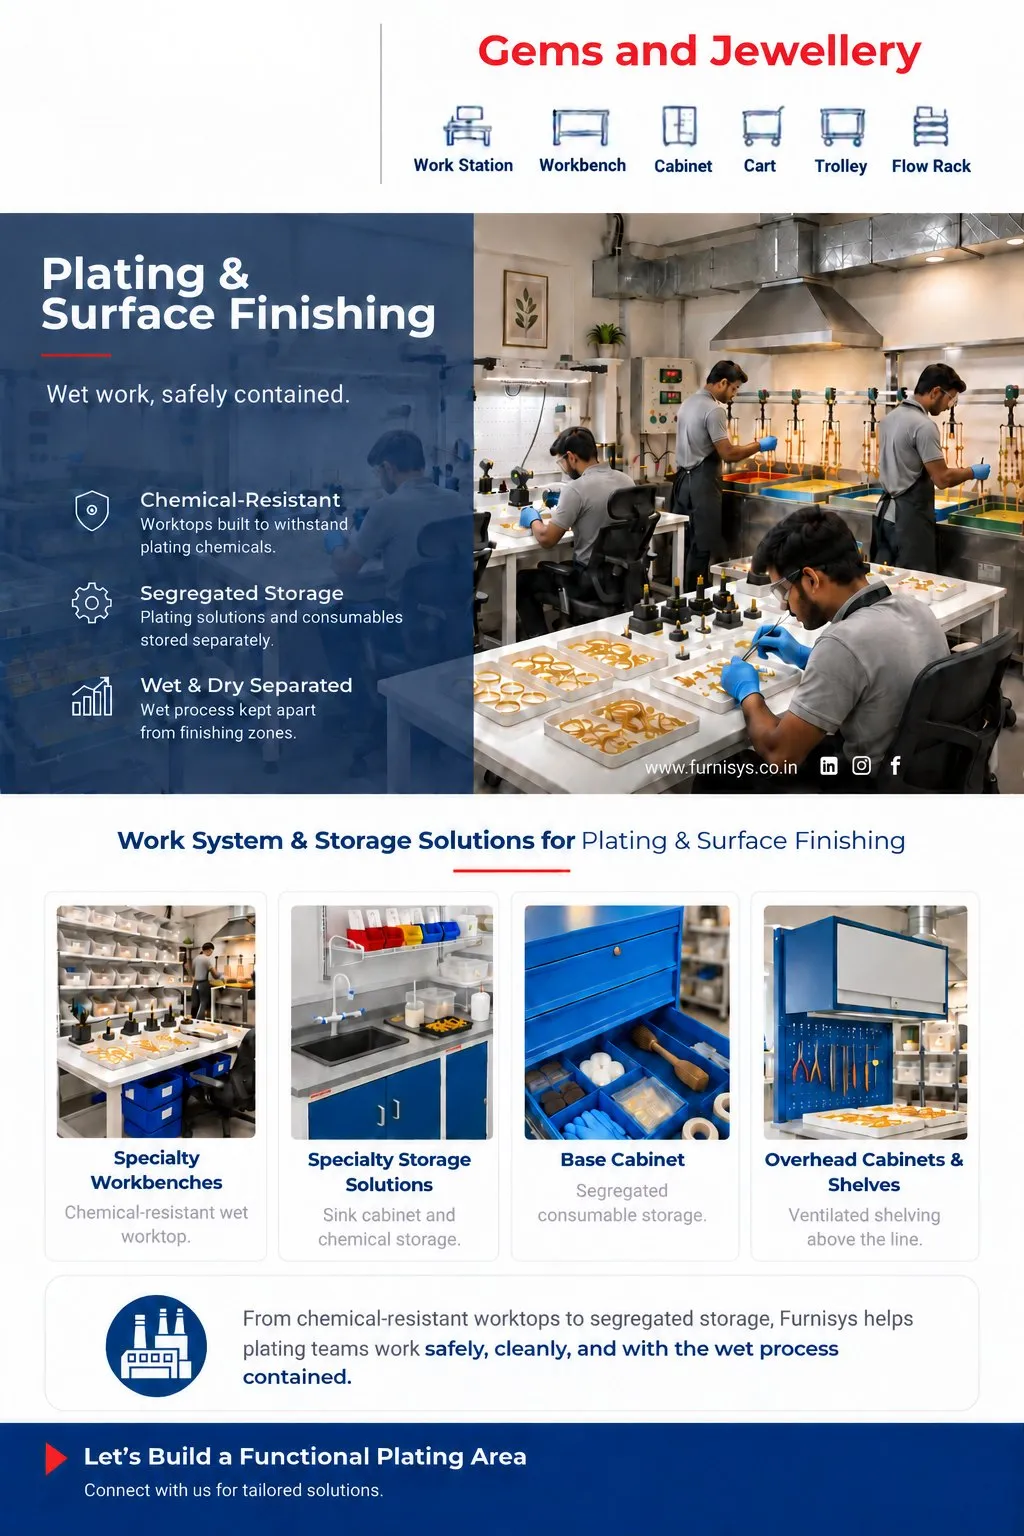 Gems and Jewellery
Work Station
Workbench
Cabinet
Cart
Trolley
Flow Rack
Plating &
Surface Finishing
Wet work, safely contained.
Chemical-Resistant
Worktops built to withstand
plating chemicals.
Segregated Storage
Plating solutions and consumables
stored separately.
Wet & Dry Separated
Wet process kept apart
from finishing zones.
www.furnisys.co.in
Work System & Storage Solutions for Plating & Surface Finishing
Specialty
Workbenches
Chemical-resistant wet
worktop.
Specialty Storage
Solutions
Sink cabinet and
chemical storage.
Base Cabinet
Segregated
consumable storage.
Overhead Cabinets &
Shelves
Ventilated shelving
above the line.
From chemical-resistant worktops to segregated storage, Furnisys helps
plating teams work safely, cleanly, and with the wet process
contained.
Let's Build a Functional Plating Area
Connect with us for tailored solutions.